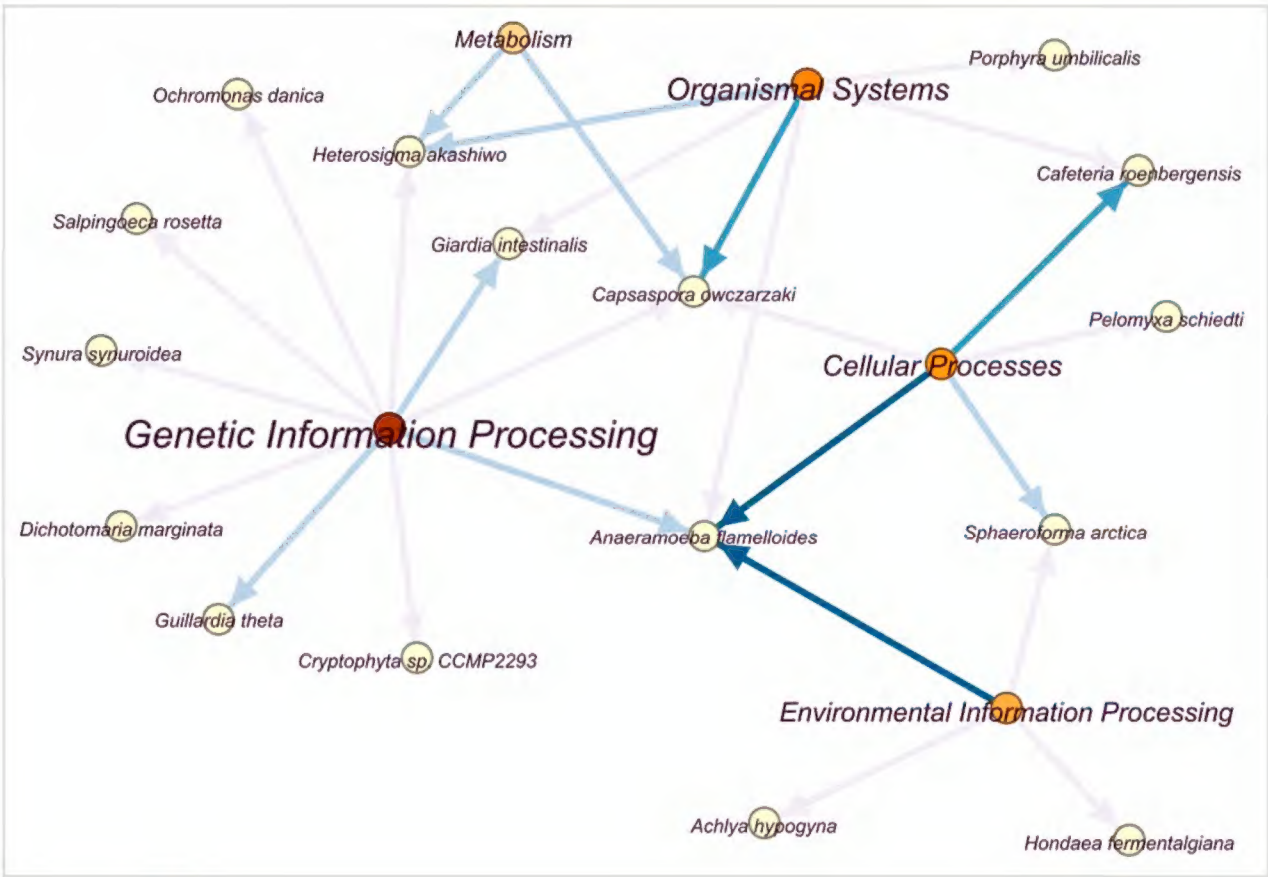 Metabolism
Porphyra umbilicalis
Organismal Systems
Ochromonas danica
Heterosigma akashiwo
Cafeteria roenbergensis
Salpingoeca rosetta
Giardia intestinalis
Capsaspora owczarzaki
Pelomyxa schiedti
Synura synuroidea
Cellular Processes
Genetic Information Processing
Dichotomaria marginata
Anaeramoeba flamelloides
Sphaeroforma arctica
Guillardia theta
Cryptophyta sp. CCMP2293
Environmental Information Processing
Achlya hypogyna
Hondaea fermentalgiana